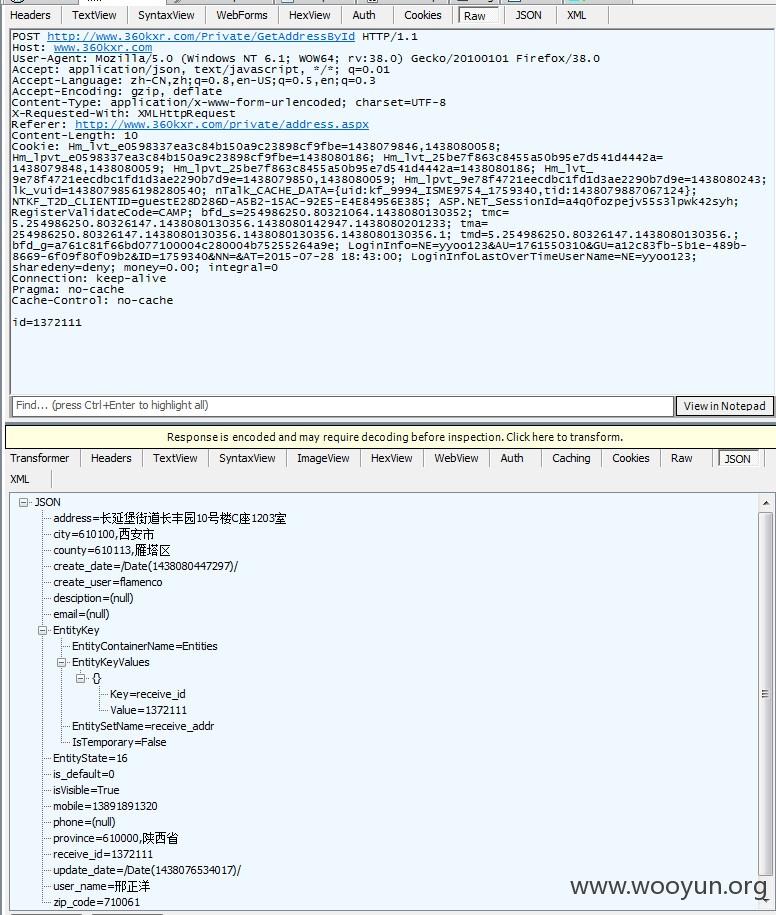 Headers TextView SyntaxView WebForms HexView Auth Cookies Raw JSON XML
POST http://www.360kxr.com/Private/GetAddressById HTTP/1.1
Host: www.360kxr.com
User-Agent: Mozilla/5.0 (Windows NT 6.1; WOW64; rv:38.0) Gecko/20100101 Firefox/38.0
Accept: application/json, text/javascript, */*; q=0.01
Accept-Language: zh-CN,zh;q=0.8,en-US;q=0.5,en;q=0.3
Accept-Encoding: gzip, deflate
Content-Type: application/x-www-form-urlencoded; charset=UTF-8
X-Requested-With: XMLHttpRequest
Referer: http://www.360kxr.com/private/address.aspx
Content-Length: 10
Cookie: Hm_lvt_e0598337ea3c84b150a9c23898cf9fbe=1438079846,1438080058;
Hm_lpvt_e0598337ea3c84b150a9c23898cf9fbe=1438080186; Hm_lvt_25be7f863c8455a50b95e7d541d4442a=
1438079848,1438080059; Hm_lpvt_25be7f863c8455a50b95e7d541d4442a=1438080186; Hm_lvt_
9e78f4721eecdbc1fd1d3ae2290b7d9e=1438079850,1438080059; Hm_lpvt_9e78f4721eecdbc1fd1d3ae2290b7d9e=1438080243;
lk_vuid=1438079856198280540; nTalk_CACHE_DATA={uid:kf_9994_ISME9754_1759340,tid:1438079887067124};
NTKF_T2D_CLIENTID=guestE28D286D-A5B2-15AC-92E5-E4E84956E385; ASP.NET_SessionId=a4q0fozpejv55s3lpwk42syh;
RegisterValidateCode=CAMP; bfd_s=254986250.80321064.1438080130352; tmc=
5.254986250.80326147.1438080130356.1438080142947.1438080201233; tma=
254986250.80326147.1438080130356.1438080130356.1438080130356.1; tmd=5.254986250.80326147.1438080130356.;
bfd_g=a761c81f66bd077100004c280004b75255264a9e; LoginInfo=NE=yyoo123&AU=1761550310&GU=a12c83fb-5b1e-489b-
8669-6f09f80f09b2&ID=1759340&NN=&AT=2015-07-28 18:43:00; LoginInfoLastOverTimeUserName=NE=yyoo123;
sharedeny=deny; money=0.00; integral=0
Connection: keep-alive
Pragma: no-cache
Cache-Control: no-cache
id=1372111
Find... (press Ctrl+Enter to highlight all) View in Notepad
Response is encoded and may require decoding before inspection. Click here to transform.
Transformer Headers TextView SyntaxView ImageView HexView WebView Auth Caching Cookies Raw JSON
XML
JSON
address=长延堡街道长丰园10号楼C座1203室
city=610100,西安市
county=610113,雁塔区
create_date=/Date(1438080447297)/
create_user=flamenco
desciption=(null)
email=(null)
EntityKey
EntityContainerName=Entities
EntityKeyValues
{}
Key=receive_id
Value=1372111
EntitySetName=receive_addr
IsTemporary=False
EntityState=16
is_default=0
isVisible=True
mobile=13891891320
phone=(null)
province=610000,陕西省
receive_id=1372111
update_date=/Date(1438076534017)/
user_name=邢正洋
zip_code=710061
www.wooyun.org